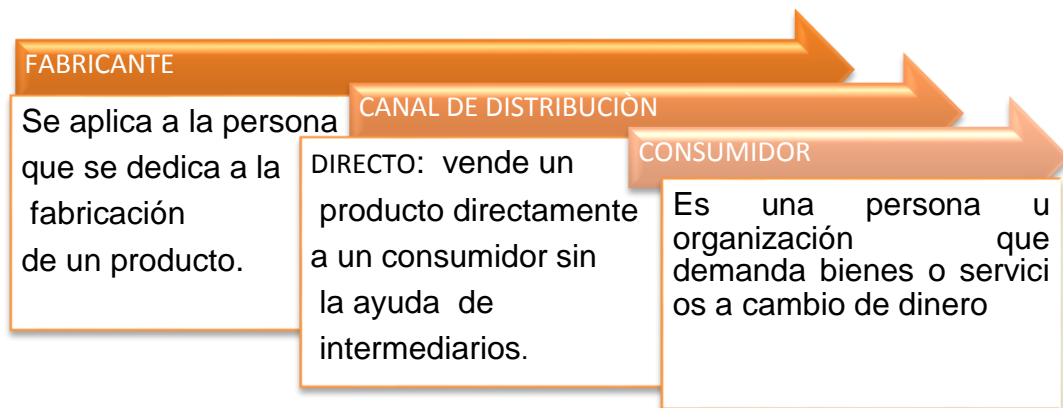 FABRICANTE
Se aplica a la persona
que se dedica a la
fabricación
de un producto.
CANAL DE DISTRIBUCIÒN
DIRECTO: vende un
producto directamente
a un consumidor sin
la ayuda de
intermediarios.
CONSUMIDOR
Es una persona u
organización que
demanda bienes o servici
os a cambio de dinero